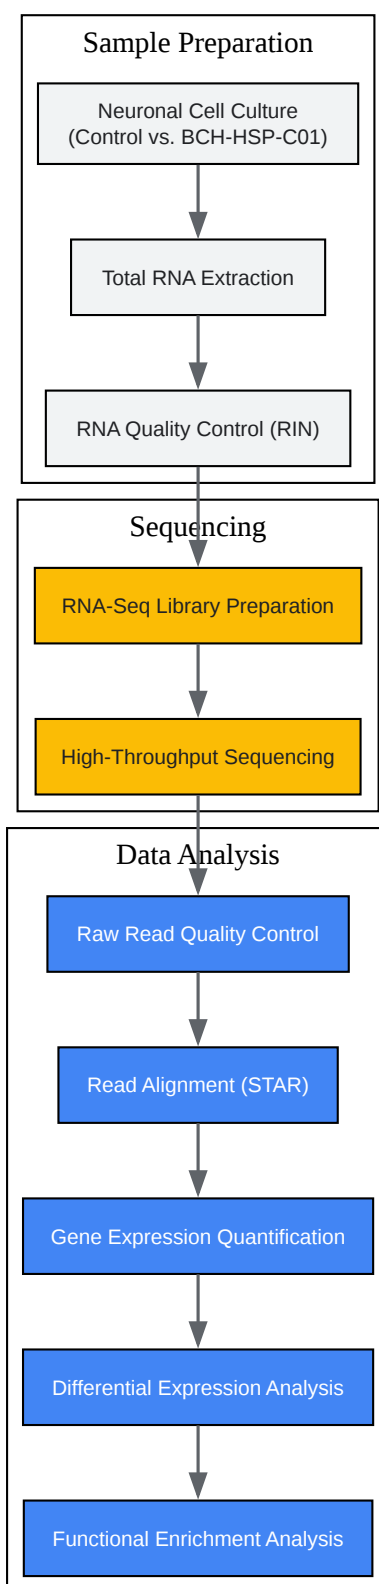 Sample Preparation
Neuronal Cell Culture
(Control vs. BCH-HSP-C01)
Total RNA Extraction
RNA Quality Control (RIN)
Sequencing
RNA-Seq Library Preparation
High-Throughput Sequencing
Data Analysis
Raw Read Quality Control
Read Alignment (STAR)
Gene Expression Quantification
Differential Expression Analysis
Functional Enrichment Analysis